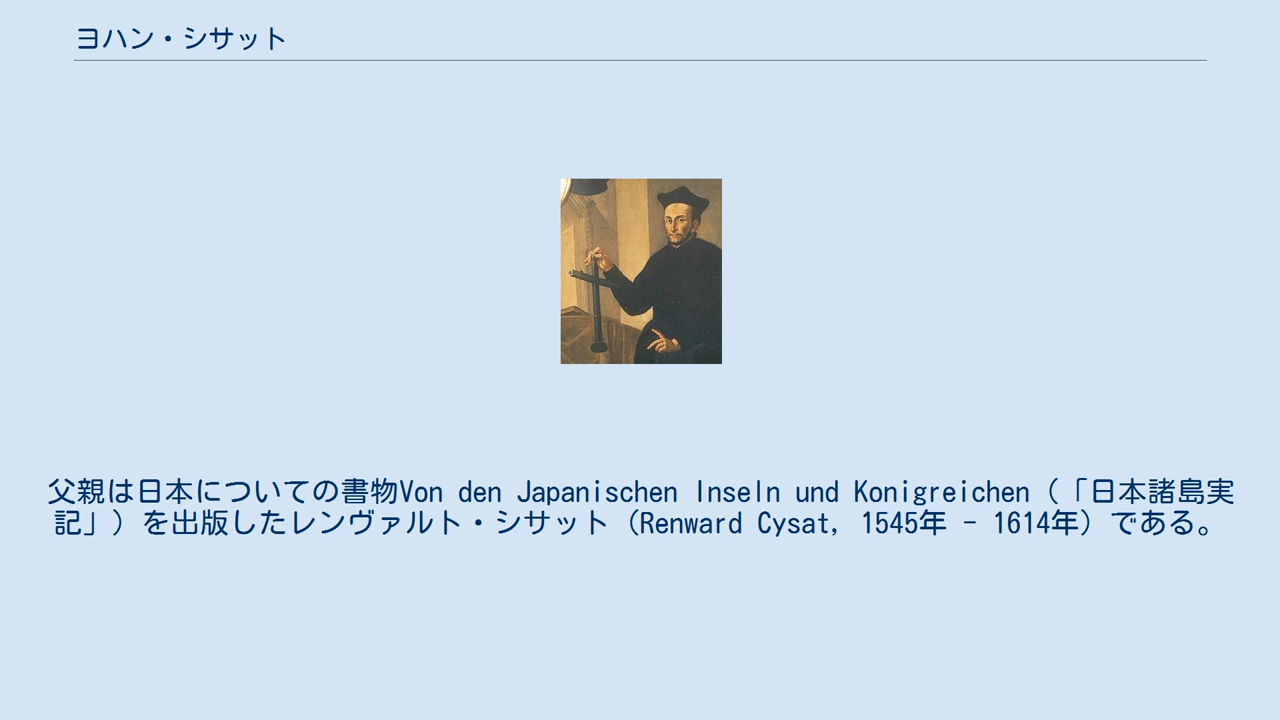 ヨハン・シサット
父親は日本についての書物Von den Japanischen Inseln und Konigreichen（「日本諸島実
記」）を出版したレンヴァルト・シサット（Renward Cysat, 1545年 - 1614年）である。